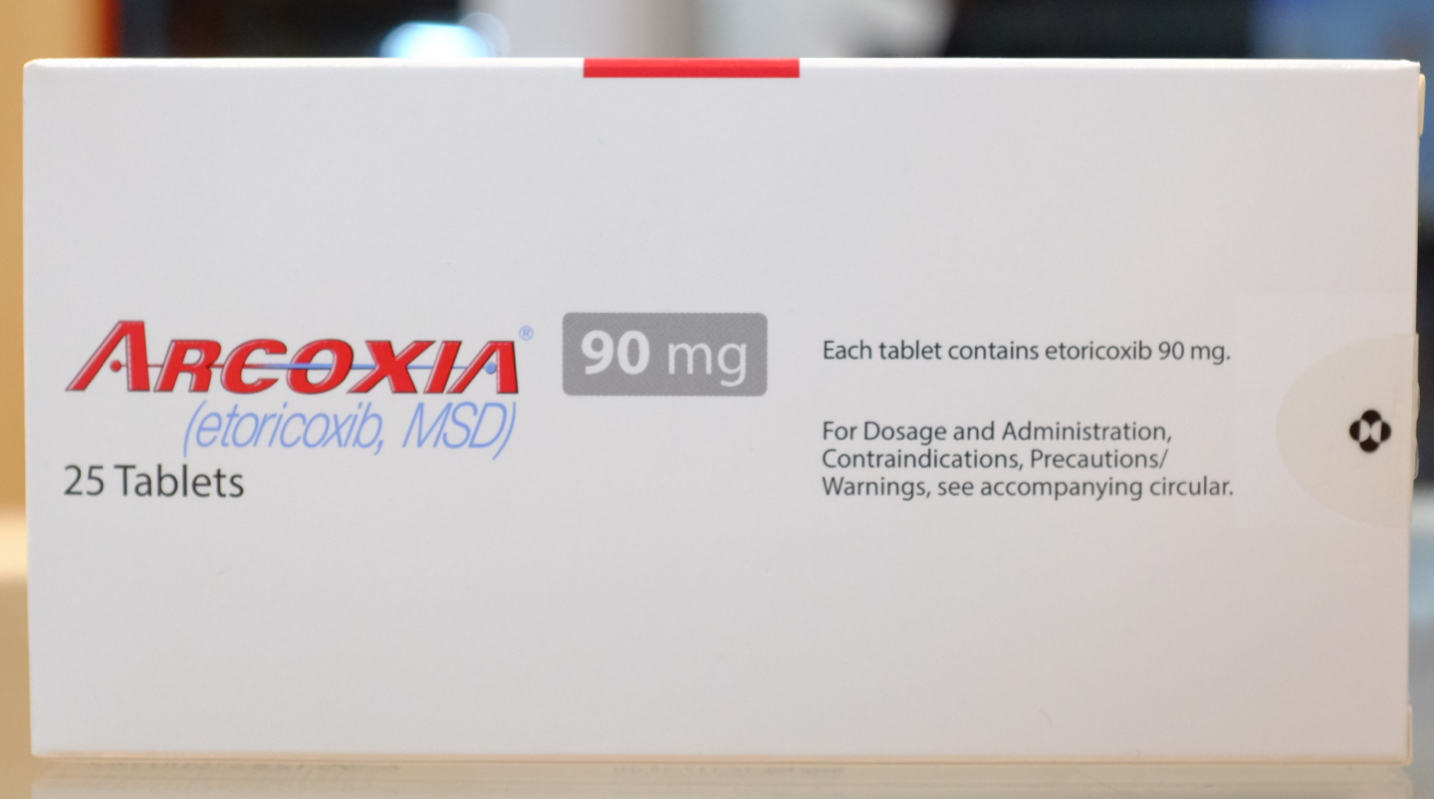 ARCOXIA®
(etoricoxib, MSD)
25 Tablets
90 mg
Each tablet contains etoricoxib 90 mg.
For Dosage and Administration,
Contraindications, Precautions/
Warnings, see accompanying circular.